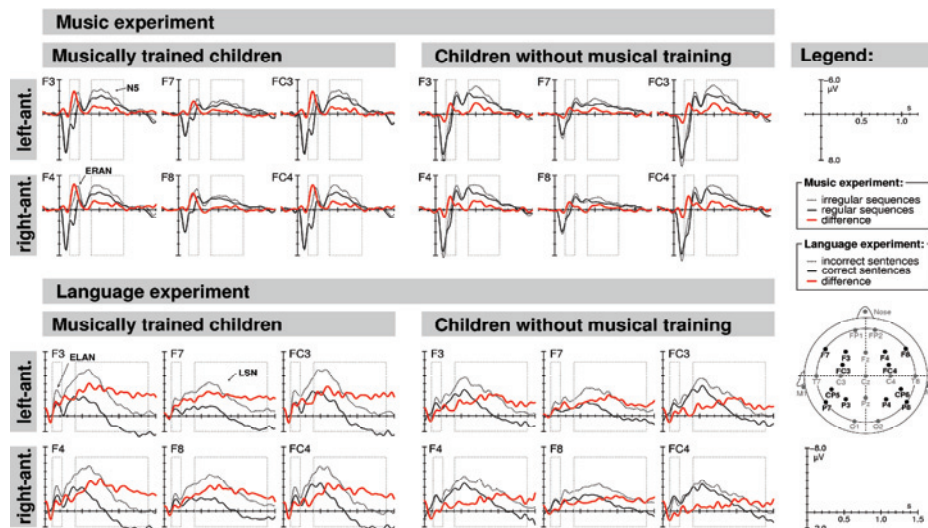 Music experiment
Musically trained children
Children without musical training
Legend:
left-ant.
F3
N5
F7
FC3
F3
F7
FC3
-6.0
µV
s
0.5
1.0
8.0
right-ant.
F4
ERAN
F8
FC4
F4
F8
FC4
Music experiment:
irregular sequences
regular sequences
difference
Language experiment:
incorrect sentences
correct sentences
difference
Language experiment
Musically trained children
Children without musical training
left-ant.
F3
ELAN
F7
LSN
FC3
F3
F7
FC3
Nose
FP1 FP2
F7 F3 Fz F4 F8
FC3 FC4
T7 C3 Cz C4 T8
M1
CP5 CP6
P7 P3 Pz P4 P8
O1 O2
right-ant.
F4
F8
FC4
F4
F8
FC4
-8.0
µV
s
0.5
1.0
1.5